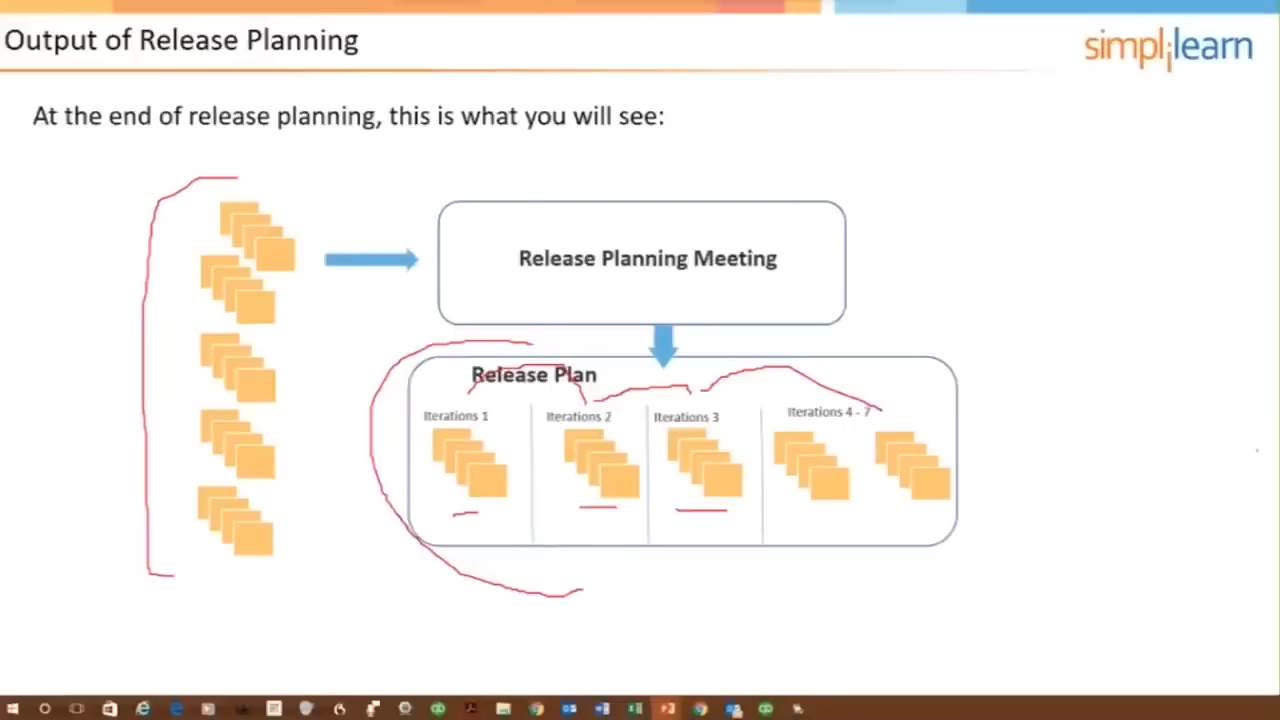 Output of Release Planning
simplilearn
At the end of release planning, this is what you will see:
Release Planning Meeting
Release Plan
Iterations 1
Iterations 2
Iterations 3
Iterations 4 - 7